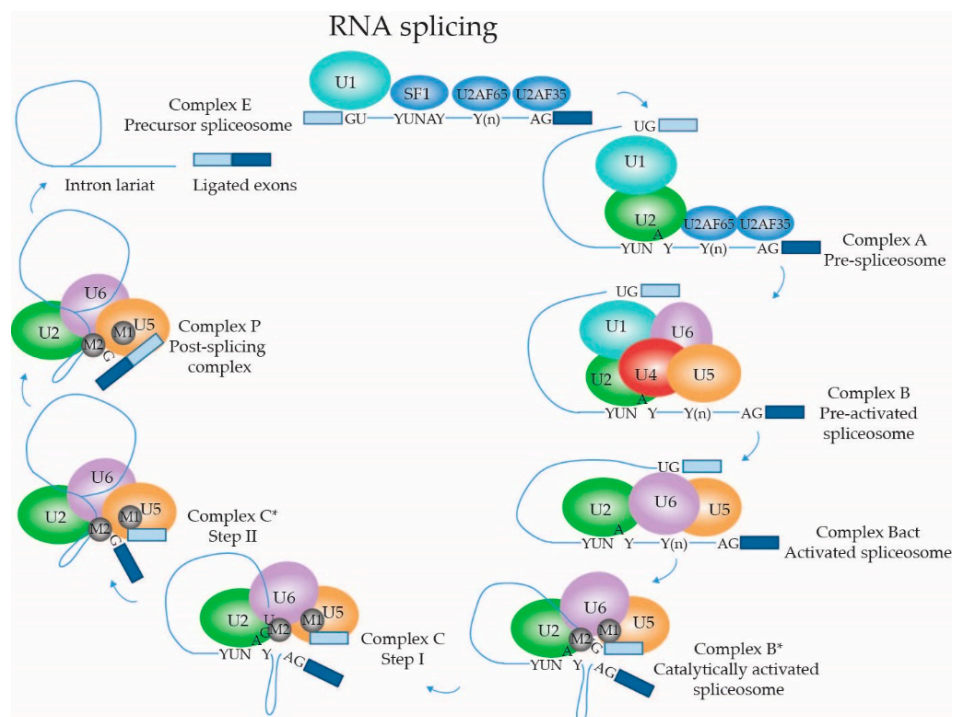 RNA splicing
U1
SF1
U2AF65
U2AF35
GU
YUNAY
Y(n)
AG
Complex E
Precursor spliceosome
Intron lariat
Ligated exons
UG
U1
U2
A
U2AF65
U2AF35
YUN
Y
Y(n)
AG
Complex A
Pre-spliceosome
UG
U1
U6
U2
U4
U5
A
YUN
Y
Y(n)
AG
Complex B
Pre-activated
spliceosome
UG
U2
U6
U5
A
YUN
Y
Y(n)
AG
Complex Bact
Activated spliceosome
U6
U2
M2
M1
U5
G
A
YUN
Y
AG
Complex B*
Catalytically activated
spliceosome
U6
U2
U
G
A
M2
M1
U5
YUN
Y
AG
Complex C
Step I
U6
U2
M2
M1
U5
G
Complex C*
Step II
U6
U2
M2
M1
U5
G
Complex P
Post-splicing
complex